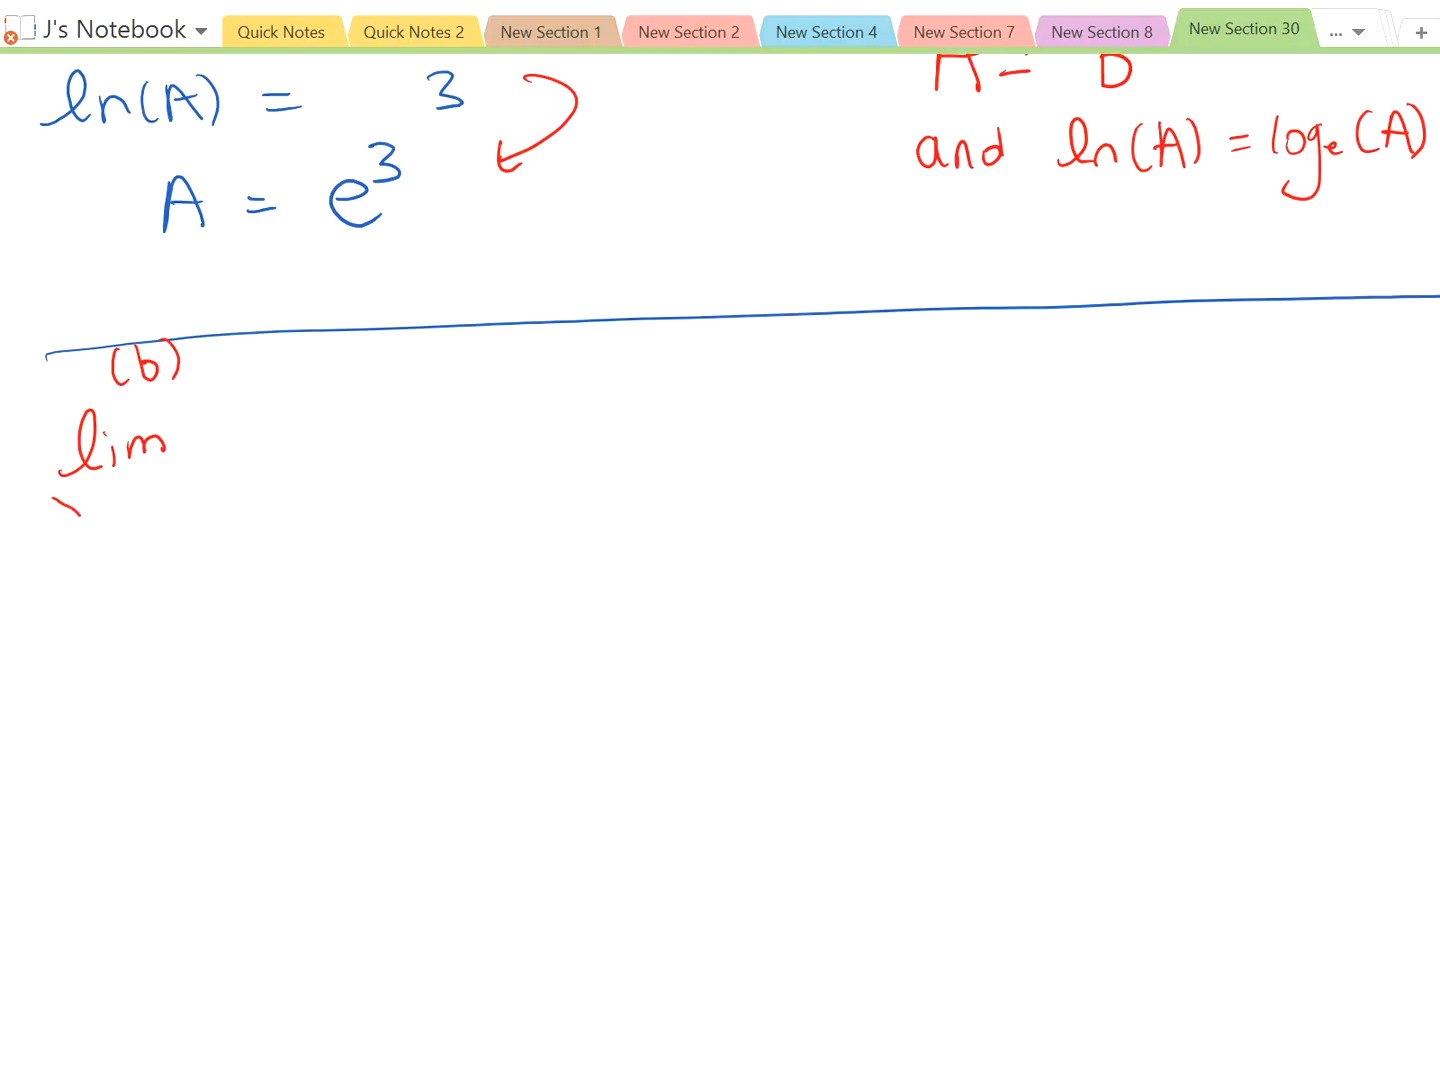 J's Notebook Quick Notes Quick Notes 2 New Section 1 New Section 2 New Section 4 New Section 7 New Section 8 New Section 30 ...
ln(A) = 3
A = e³
and ln(A) = logₑ(A)
(b)
lim